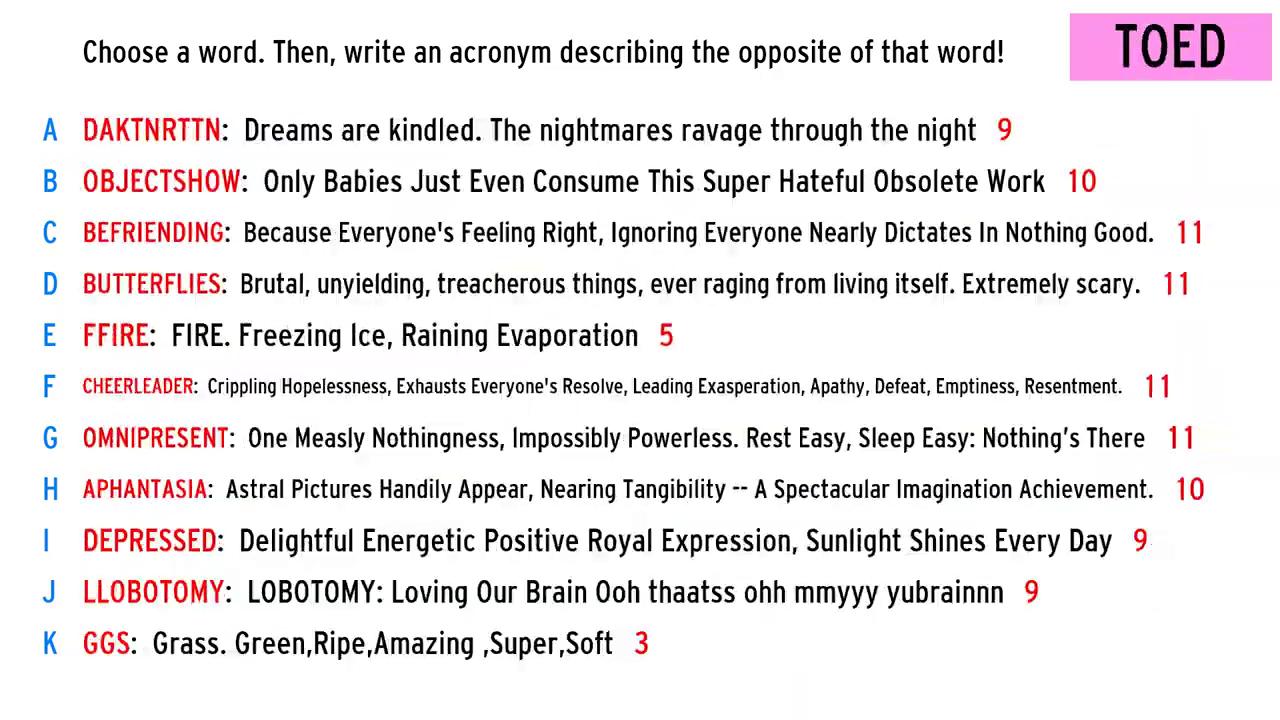 Choose a word. Then, write an acronym describing the opposite of that word!
TOED
A DAKTNRTTN: Dreams are kindled. The nightmares ravage through the night 9
B OBJECTSHOW: Only Babies Just Even Consume This Super Hateful Obsolete Work 10
C BEFRIENDING: Because Everyone's Feeling Right, Ignoring Everyone Nearly Dictates In Nothing Good. 11
D BUTTERFLIES: Brutal, unyielding, treacherous things, ever raging from living itself. Extremely scary. 11
E FFIRE: FIRE. Freezing Ice, Raining Evaporation 5
F CHEERLEADER: Crippling Hopelessness, Exhausts Everyone's Resolve, Leading Exasperation, Apathy, Defeat, Emptiness, Resentment. 11
G OMNIPRESENT: One Measly Nothingness, Impossibly Powerless. Rest Easy, Sleep Easy: Nothing’s There 11
H APHANTASIA: Astral Pictures Handily Appear, Nearing Tangibility -- A Spectacular Imagination Achievement. 10
I DEPRESSED: Delightful Energetic Positive Royal Expression, Sunlight Shines Every Day 9
J LLOBOTOMY: LOBOTOMY: Loving Our Brain Ooh thaatss ohh mmyyy yubrainnn 9
K GGS: Grass. Green,Ripe,Amazing ,Super,Soft 3